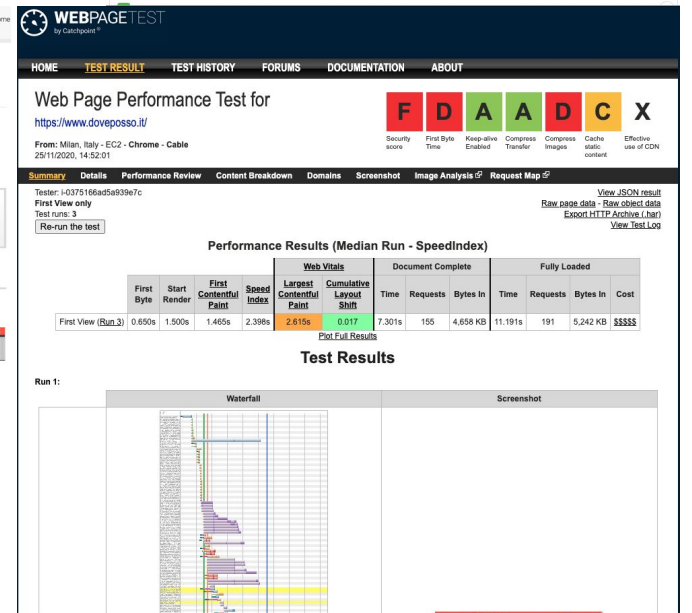 ome
WEBPAGETEST
by Catchpoint®
HOME TEST RESULT TEST HISTORY FORUMS DOCUMENTATION ABOUT
Web Page Performance Test for
https://www.doveposso.it/
From: Milan, Italy - EC2 - Chrome - Cable
25/11/2020, 14:52:01
F D A A D C X
Security score First Byte Time Keep-alive Enabled Compress Transfer Compress Images Cache static content Effective use of CDN
Summary Details Performance Review Content Breakdown Domains Screenshot Image Analysis Request Map
Tester: i-0375166ad5a939e7c
First View only
Test runs: 3
Re-run the test
View JSON result
Raw page data - Raw object data
Export HTTP Archive (.har)
View Test Log
Performance Results (Median Run - SpeedIndex)
Web Vitals Document Complete Fully Loaded
First Byte Start Render First Contentful Paint Speed Index Largest Contentful Paint Cumulative Layout Shift Time Requests Bytes In Time Requests Bytes In Cost
First View (Run 3) 0.650s 1.500s 1.465s 2.398s 2.615s 0.017 7.301s 155 4,658 KB 11.191s 191 5,242 KB $$$$$
Plot Full Results
Test Results
Run 1:
Waterfall Screenshot